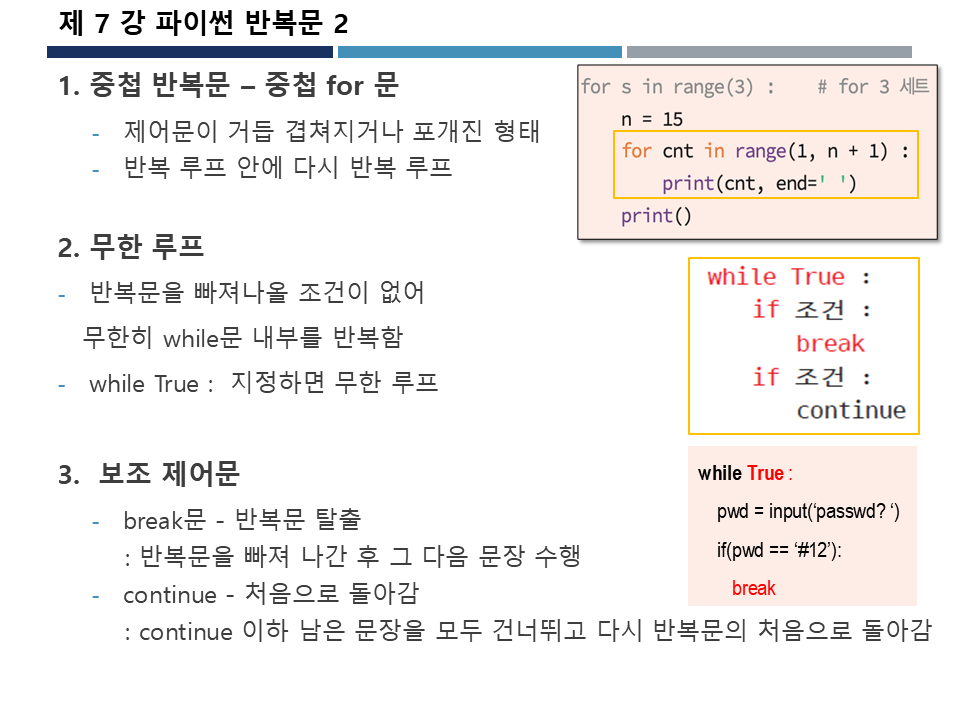 제 7 강 파이썬 반복문 2
1. 중첩 반복문 – 중첩 for 문
- 제어문이 거듭 겹쳐지거나 포개진 형태
- 반복 루프 안에 다시 반복 루프
for s in range(3) :    # for 3 세트
n = 15
for cnt in range(1, n + 1) :
print(cnt, end=' ')
print()
2. 무한 루프
- 반복문을 빠져나올 조건이 없어
무한히 while문 내부를 반복함
- while True : 지정하면 무한 루프
while True :
if 조건 :
break
if 조건 :
continue
3. 보조 제어문
- break문 - 반복문 탈출
: 반복문을 빠져 나간 후 그 다음 문장 수행
- continue - 처음으로 돌아감
: continue 이하 남은 문장을 모두 건너뛰고 다시 반복문의 처음으로 돌아감
while True :
pwd = input(‘passwd? ‘)
if(pwd == ‘#12’):
break